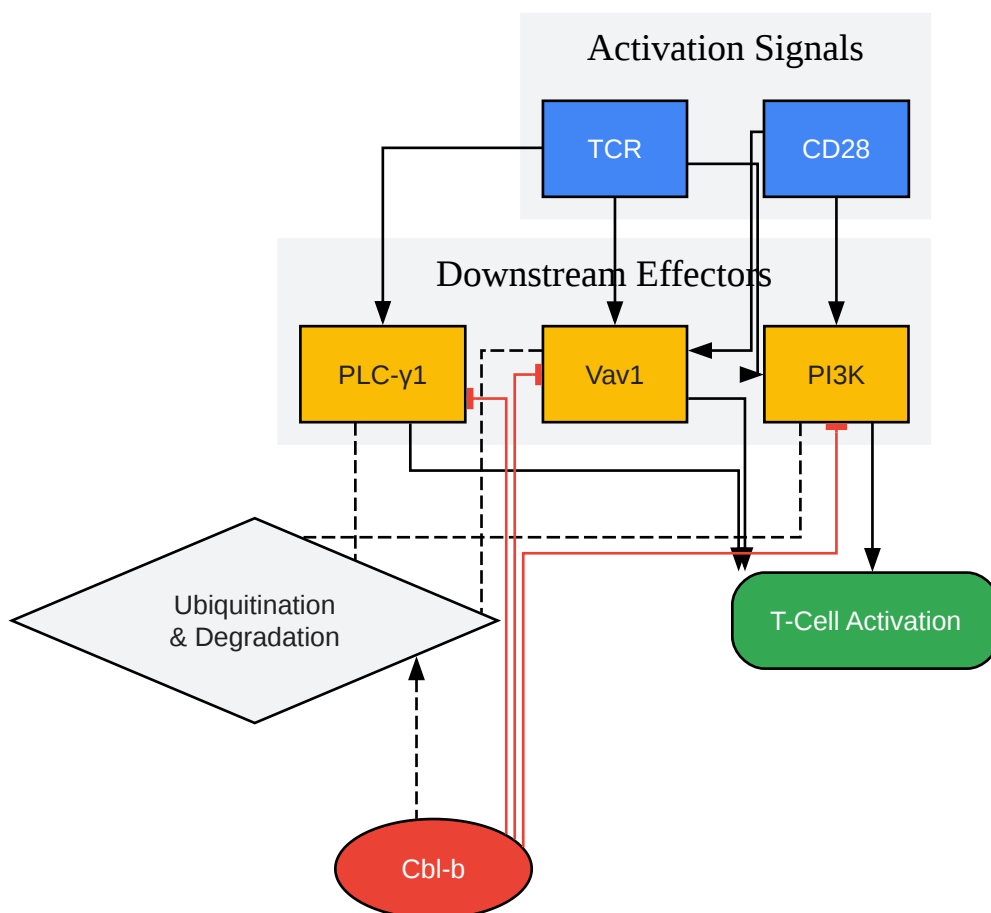 Activation Signals
TCR
CD28
Downstream Effectors
PLC-γ1
Vav1
PI3K
Ubiquitination
& Degradation
T-Cell Activation
Cbl-b